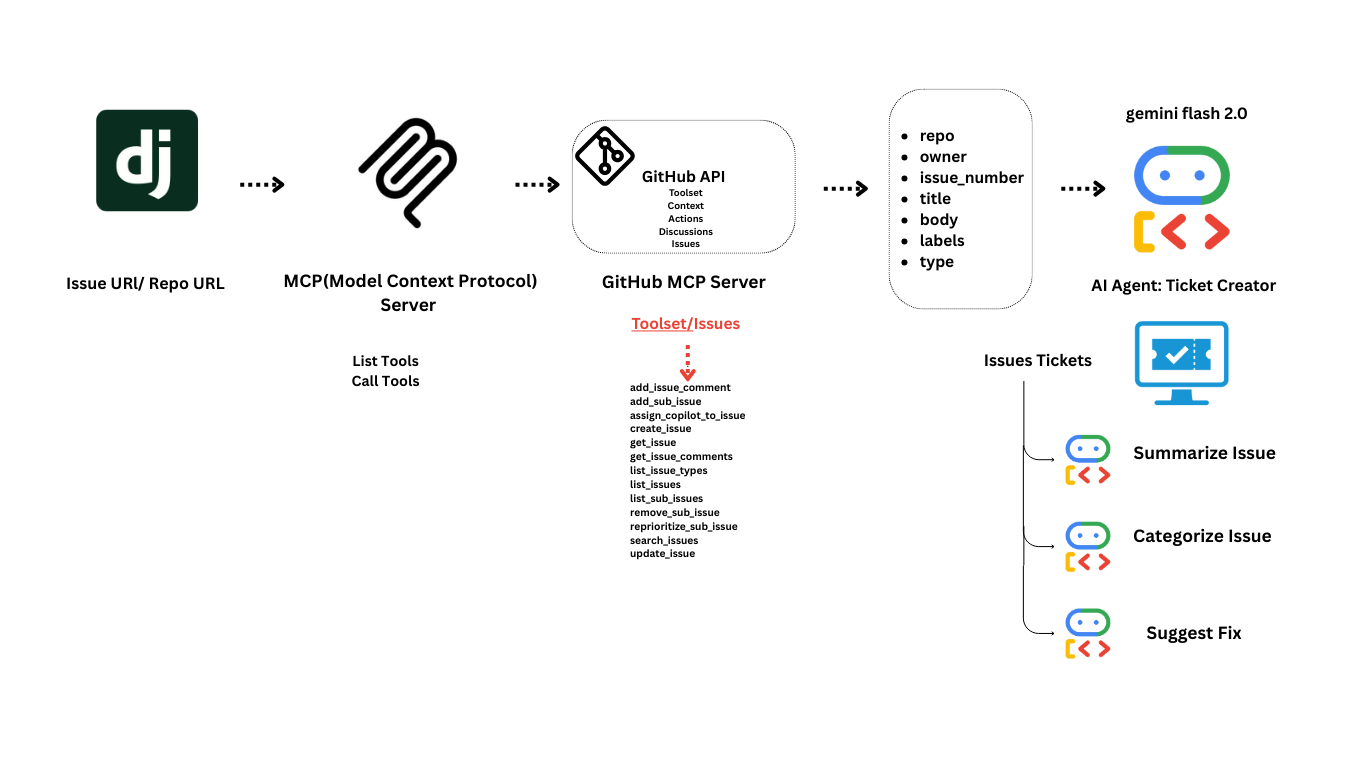 dj
Issue URl/ Repo URL
MCP(Model Context Protocol)
Server
List Tools
Call Tools
GitHub API
Toolset
Context
Actions
Discussions
Issues
GitHub MCP Server
Toolset/Issues
add_issue_comment
add_sub_issue
assign_copilot_to_issue
create_issue
get_issue
get_issue_comments
list_issue_types
list_issues
list_sub_issues
remove_sub_issue
reprioritize_sub_issue
search_issues
update_issue
• repo
• owner
• issue_number
• title
• body
• labels
• type
gemini flash 2.0
AI Agent: Ticket Creator
Issues Tickets
Summarize Issue
Categorize Issue
Suggest Fix